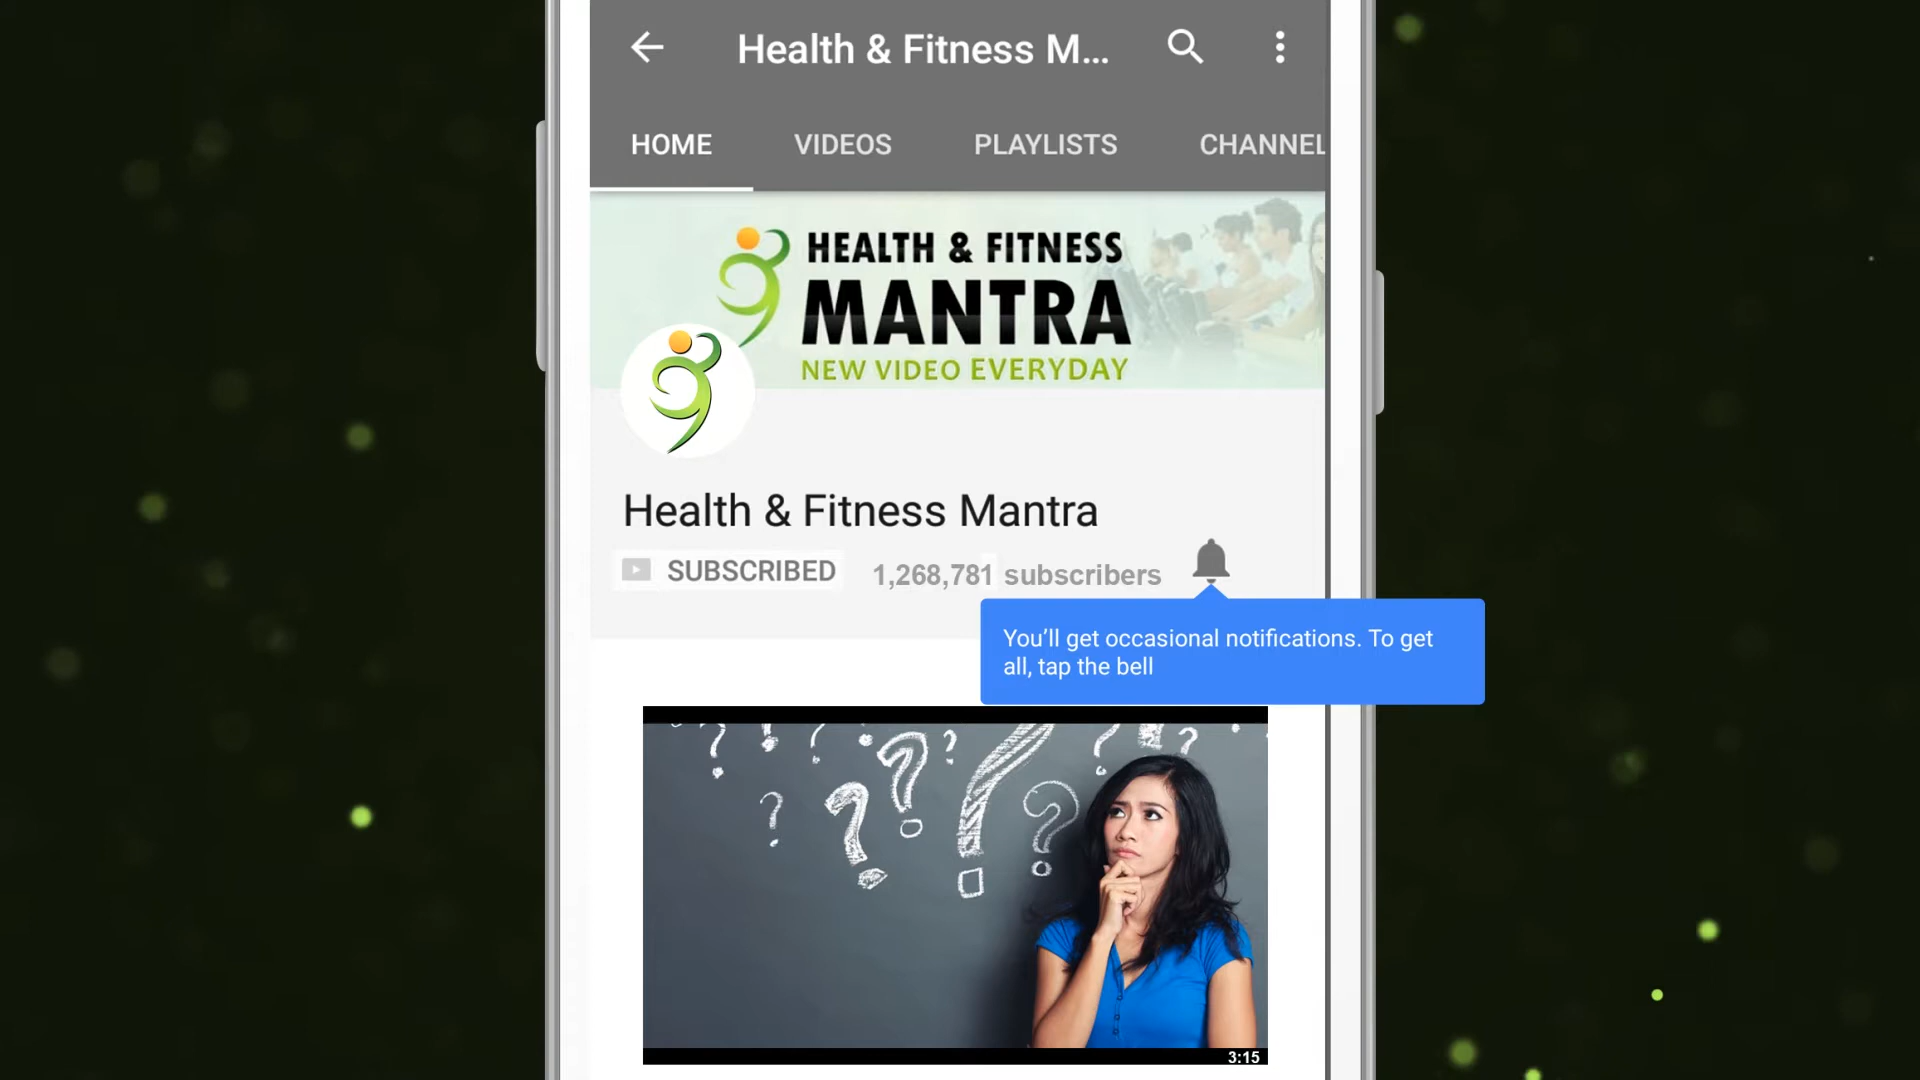 Health & Fitness M...
HOME VIDEOS PLAYLISTS CHANNEL
HEALTH & FITNESS
MANTRA
NEW VIDEO EVERYDAY
Health & Fitness Mantra
SUBSCRIBED 1,268,781 subscribers
You’ll get occasional notifications. To get
all, tap the bell
3:15